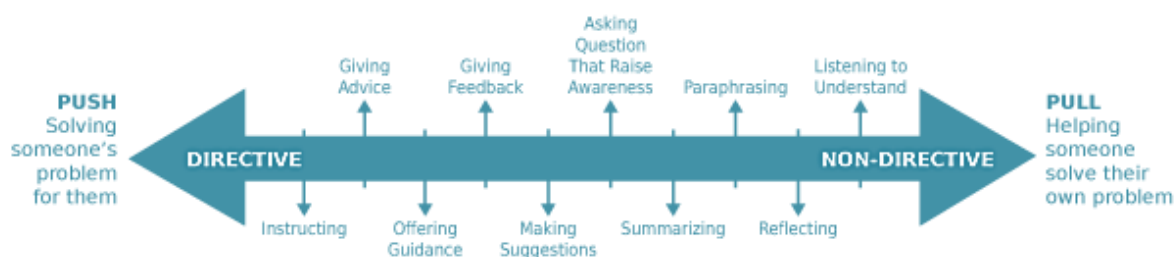 PUSH
Solving
someone's
problem
for them
DIRECTIVE
Giving
Advice
Giving
Feedback
Asking
Question
That Raise
Awareness
Paraphrasing
Listening to
Understand
Instructing
Offering
Guidance
Making
Suggestions
Summarizing
Reflecting
NON-DIRECTIVE
PULL
Helping
someone
solve their
own problem